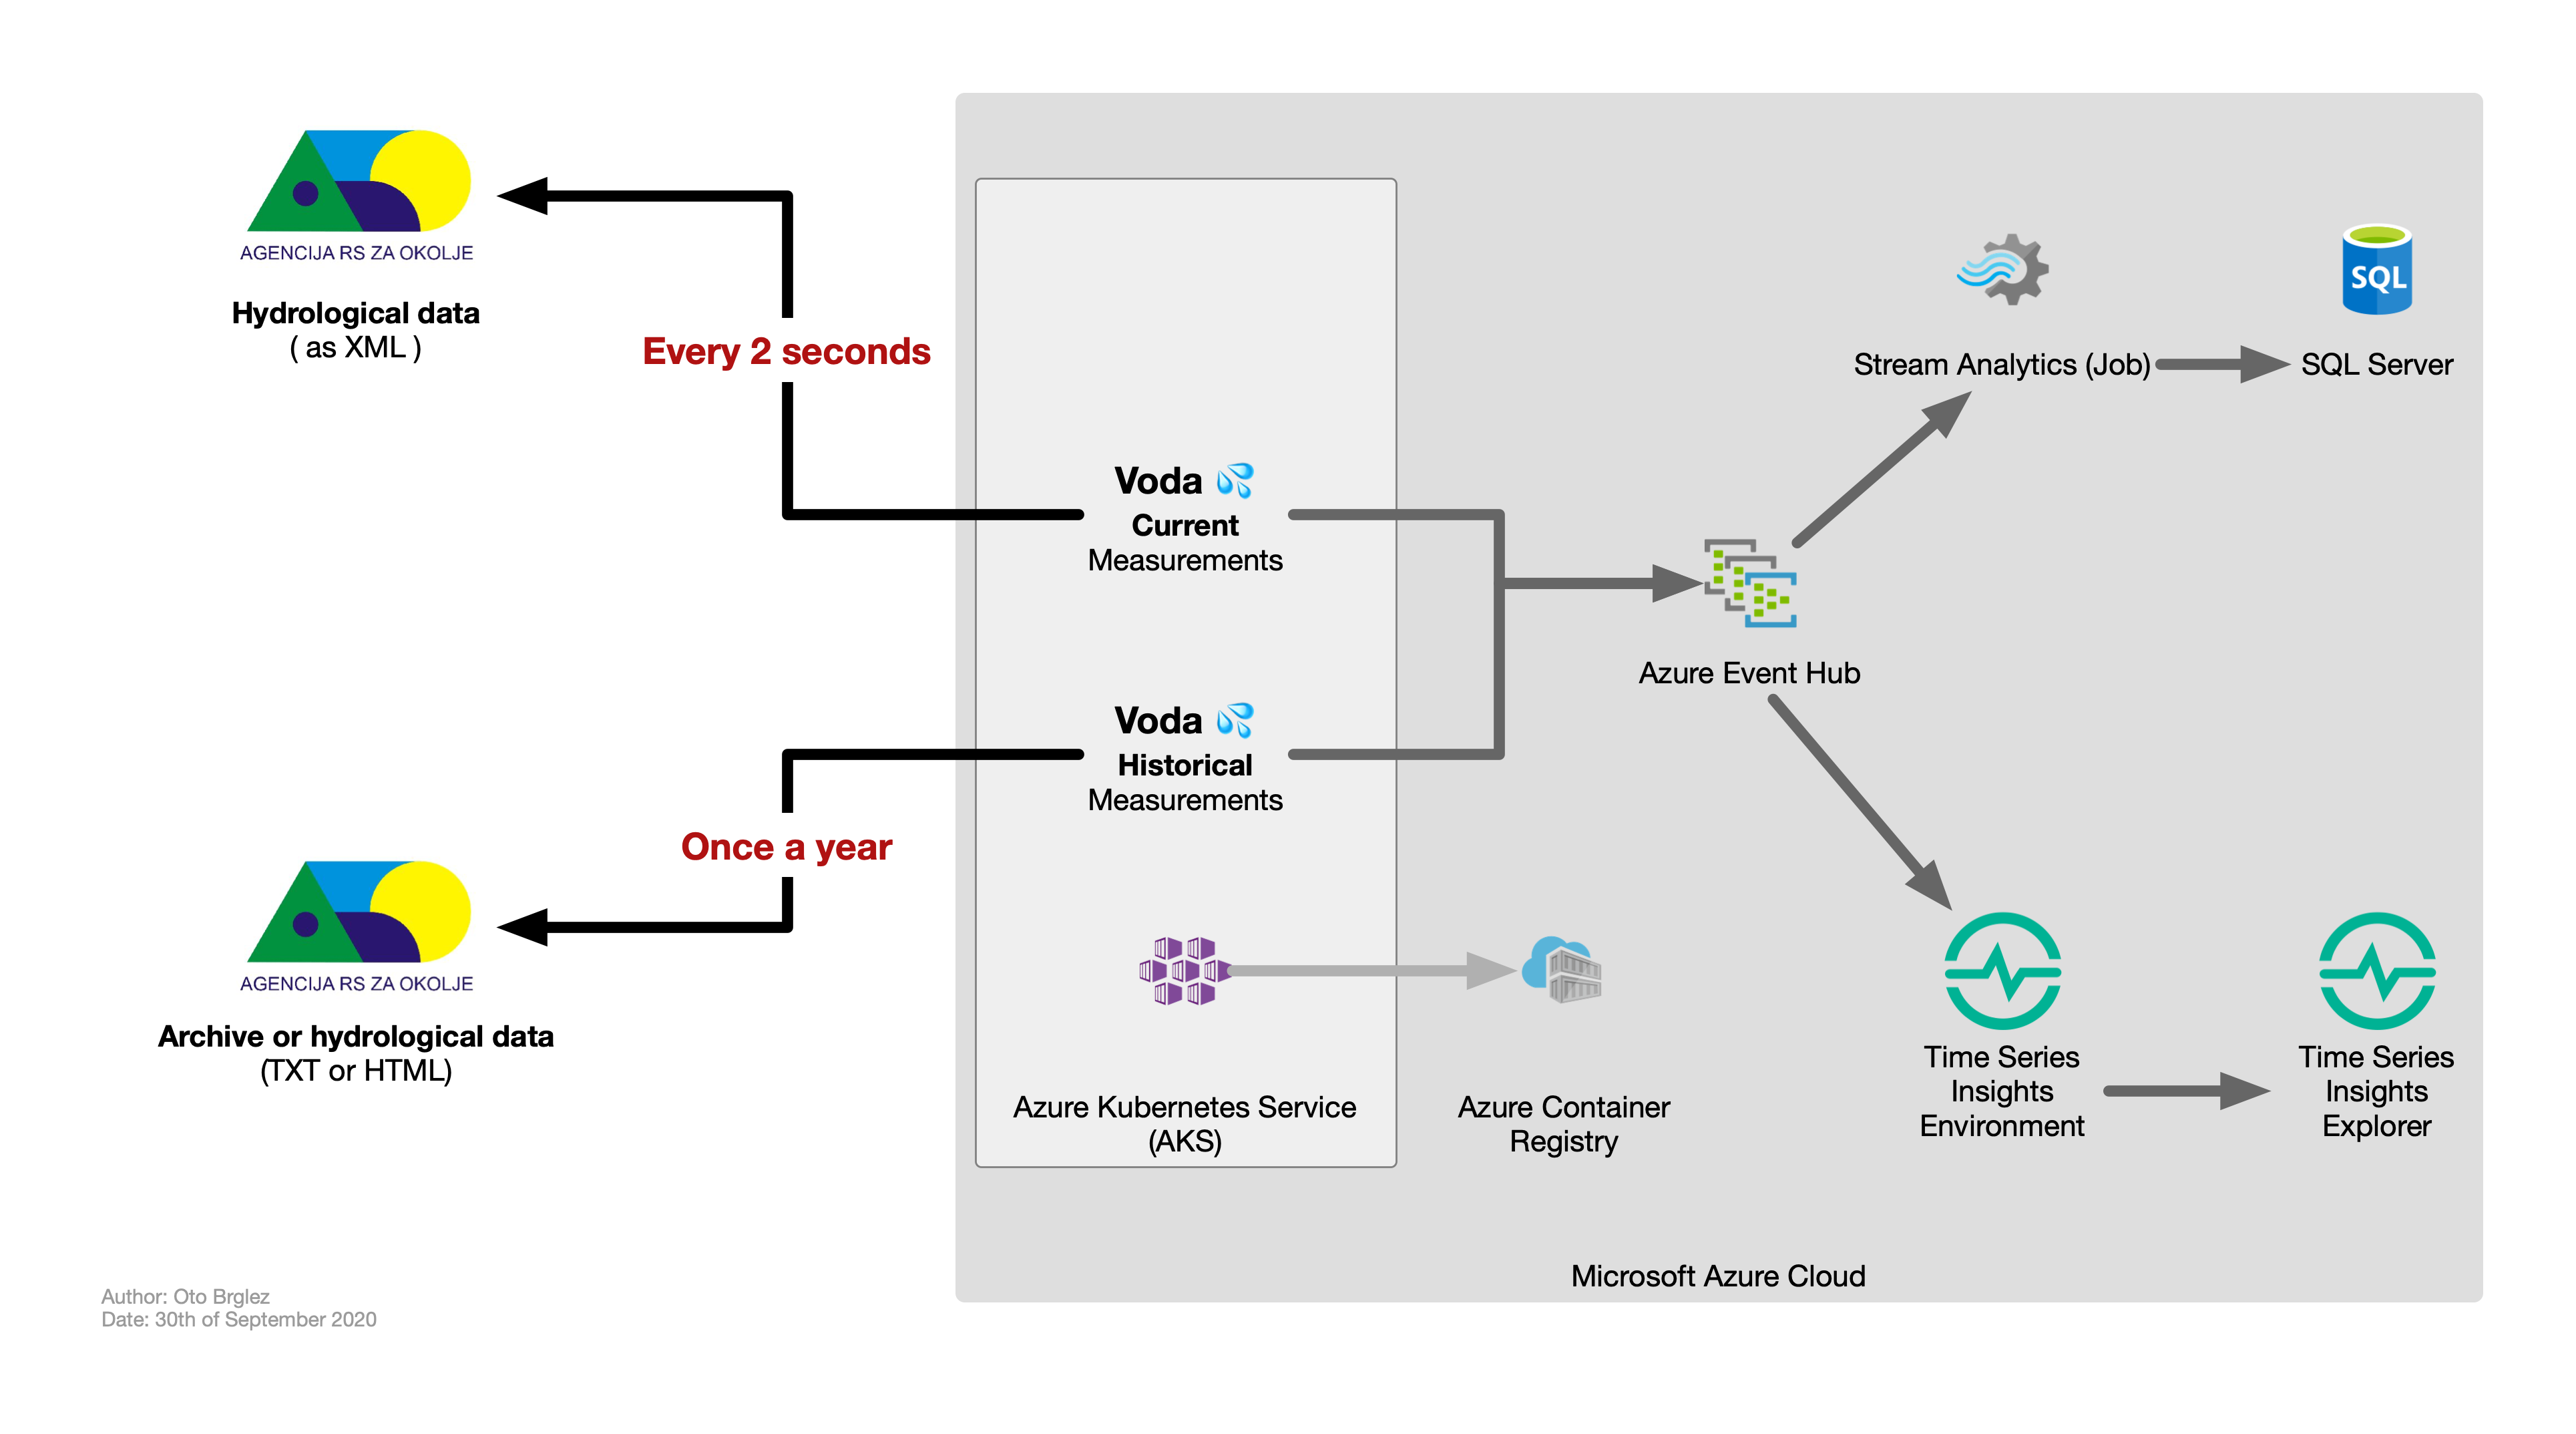 AGENCIJA RS ZA OKOLJE
Hydrological data
( as XML )
Every 2 seconds
Voda
Current
Measurements
Voda
Historical
Measurements
Once a year
AGENCIJA RS ZA OKOLJE
Archive or hydrological data
(TXT or HTML)
Azure Kubernetes Service
(AKS)
Azure Container
Registry
Azure Event Hub
Stream Analytics (Job)
SQL
SQL Server
Time Series
Insights
Environment
Time Series
Insights
Explorer
Microsoft Azure Cloud
Author: Oto Brglez
Date: 30th of September 2020